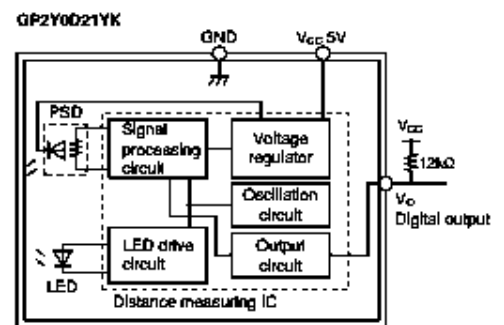 GP2Y0D21YK
GND
VCC 5V
PSD
Signal
processing
circuit
Voltage
regulator
VCC
12kΩ
Oscillation
circuit
VO
Digital output
LED drive
circuit
Output
circuit
LED
Distance measuring IC